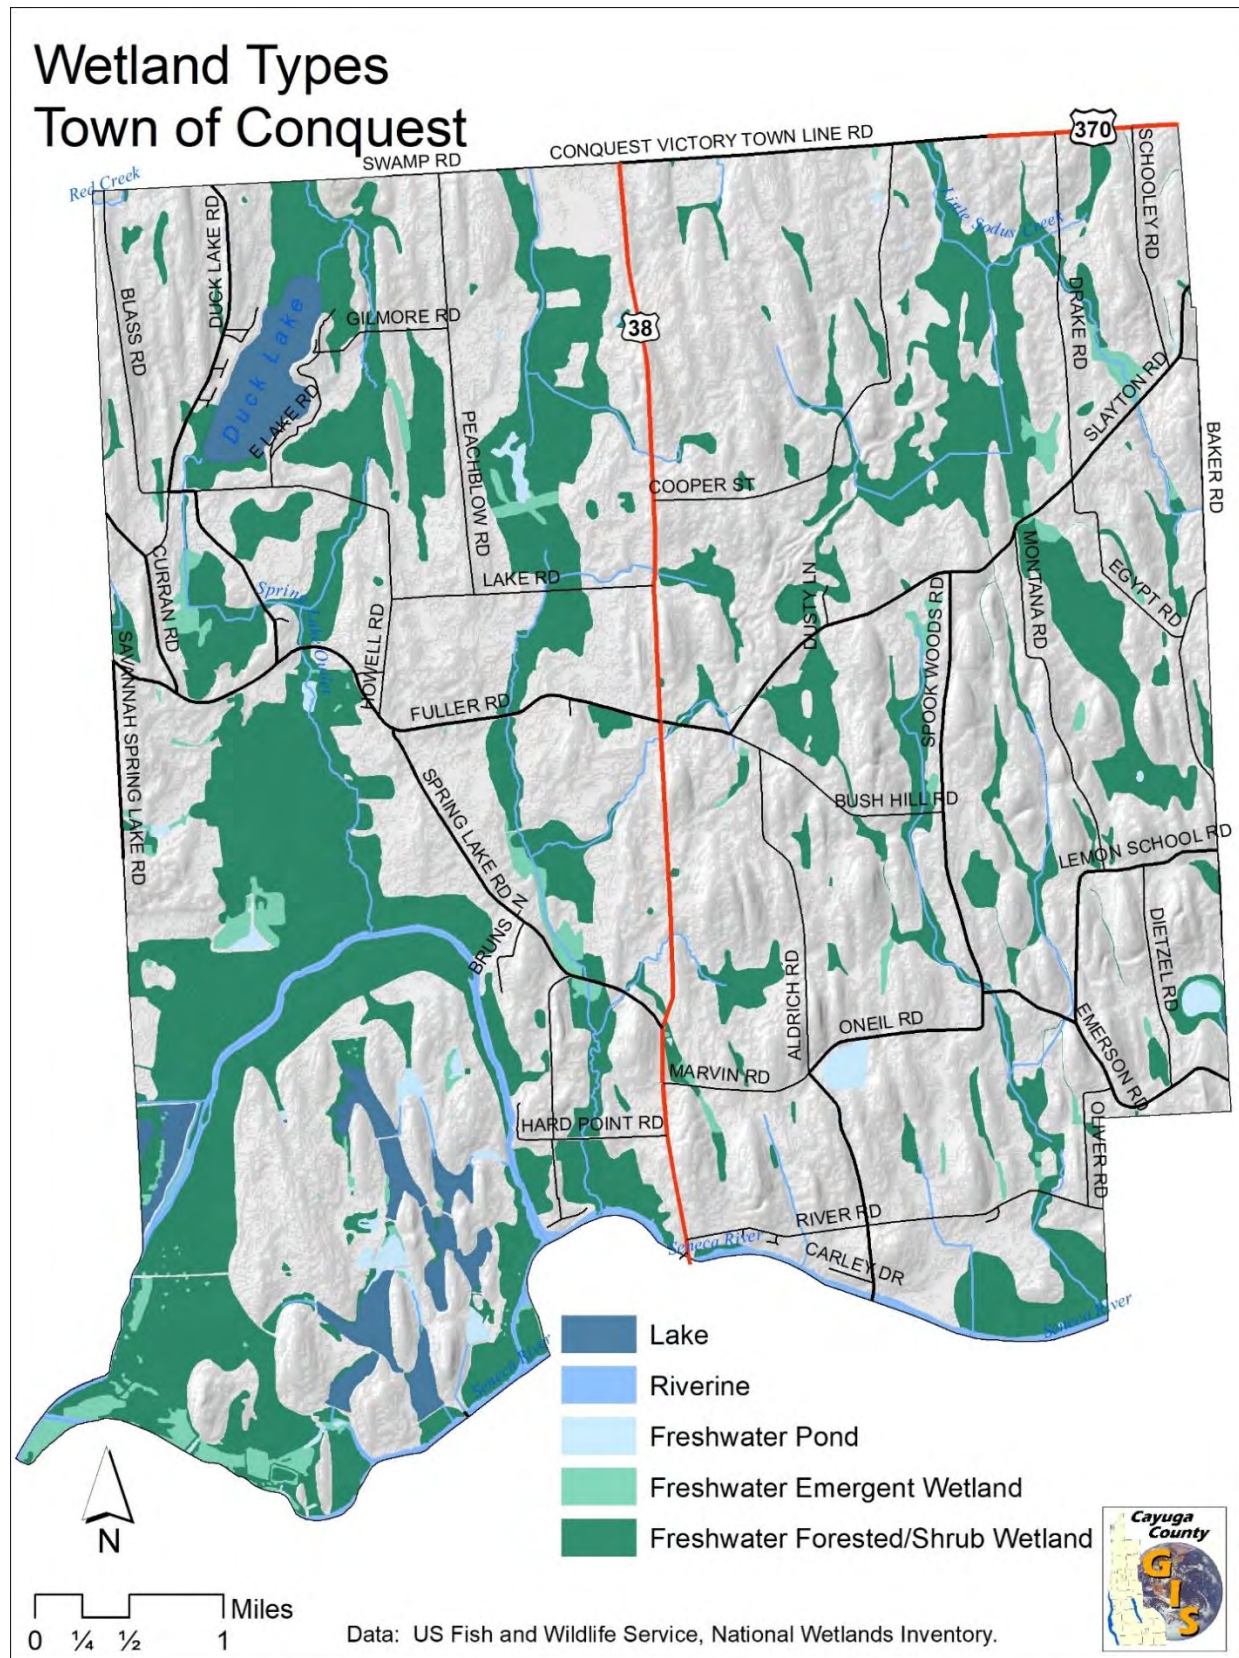 Wetland Types
Town of Conquest
370
CONQUEST VICTORY TOWN LINE RD
SWAMP RD
Red Creek
SCHOOLEY RD
Little Sodus Creek
DUCK LAKE RD
BLASS RD
Duck Lake
GILMORE RD
38
DRAKE RD
SLAYTON RD
E LAKE RD
PEACHBLOW RD
BAKER RD
COOPER ST
CURRAN RD
Spring Lake Outlet
LAKE RD
DUSTY LN
MONTANA RD
EGYPT RD
HOWELL RD
SPOOK WOODS RD
SAVANNAH SPRING LAKE RD
FULLER RD
SPRING LAKE RD
BUSH HILL RD
LEMON SCHOOL RD
BRUNS N
DIETZEL RD
ALDRICH RD
ONEIL RD
EMERSON RD
MARVIN RD
HARD POINT RD
OLIVER RD
RIVER RD
Seneca River
CARLEY DR
Seneca River
Seneca River
Lake
Riverine
Freshwater Pond
Freshwater Emergent Wetland
Freshwater Forested/Shrub Wetland
N
Miles
0 ¼ ½ 1
Data: US Fish and Wildlife Service, National Wetlands Inventory.
Cayuga
County
GIS